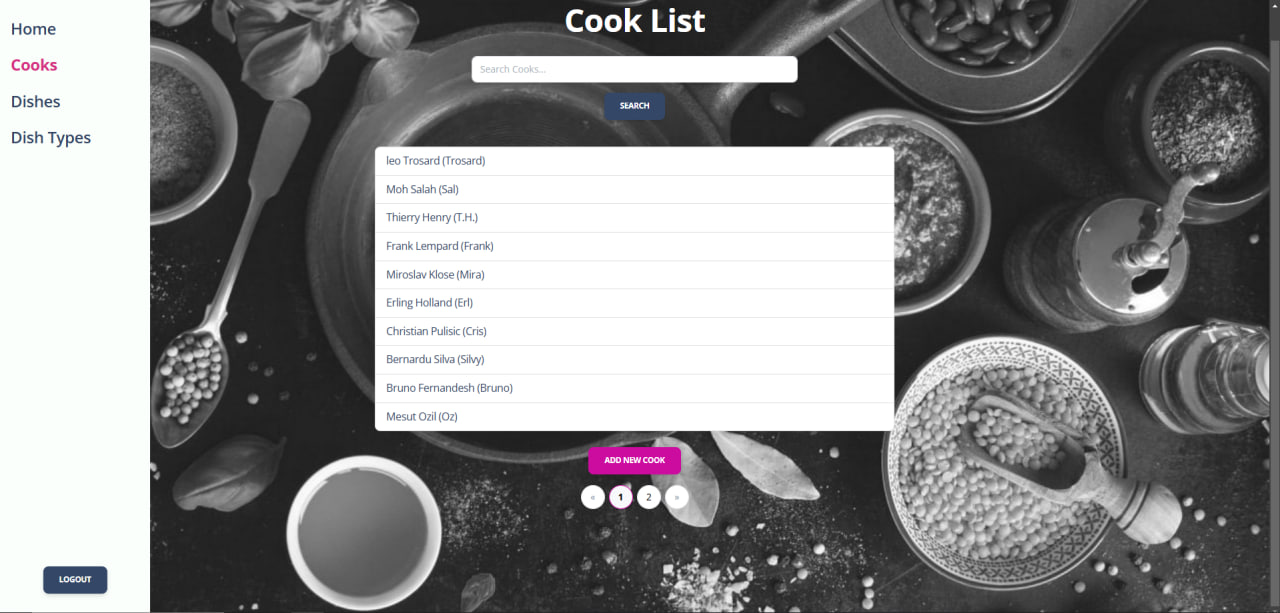 Home
Cooks
Dishes
Dish Types
LOGOUT
Cook List
Search Cooks...
SEARCH
leo Trosard (Trosard)
Moh Salah (Sal)
Thierry Henry (T.H.)
Frank Lempard (Frank)
Miroslav Klose (Mira)
Erling Holland (Erl)
Christian Pulisic (Cris)
Bernardu Silva (Silvy)
Bruno Fernandesh (Bruno)
Mesut Ozil (Oz)
ADD NEW COOK
« 1 2 »